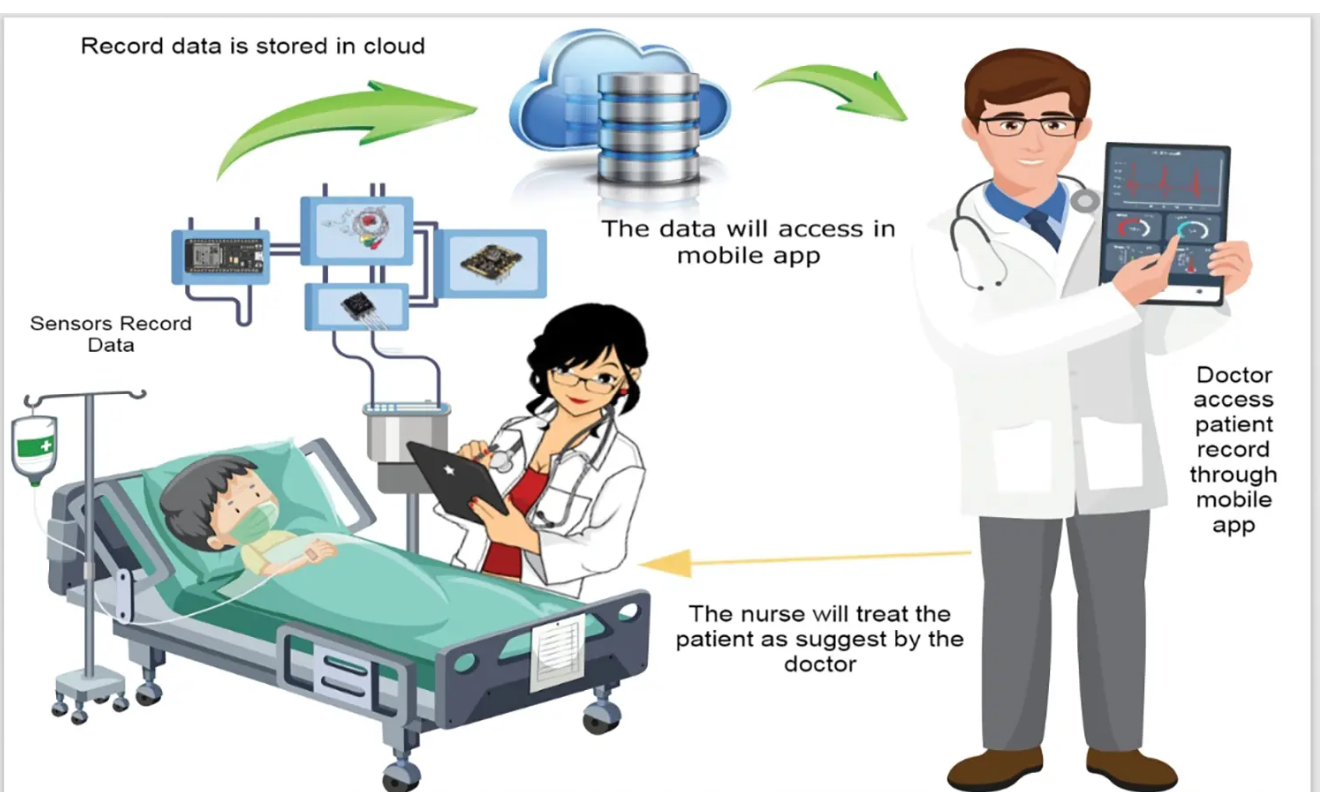 Record data is stored in cloud
The data will access in
mobile app
Sensors Record
Data
Doctor
access
patient
record
through
mobile
app
The nurse will treat the
patient as suggest by the
doctor